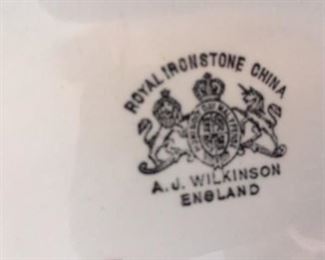 ROYAL IRONSTONE CHINA
A.J. WILKINSON
ENGLAND